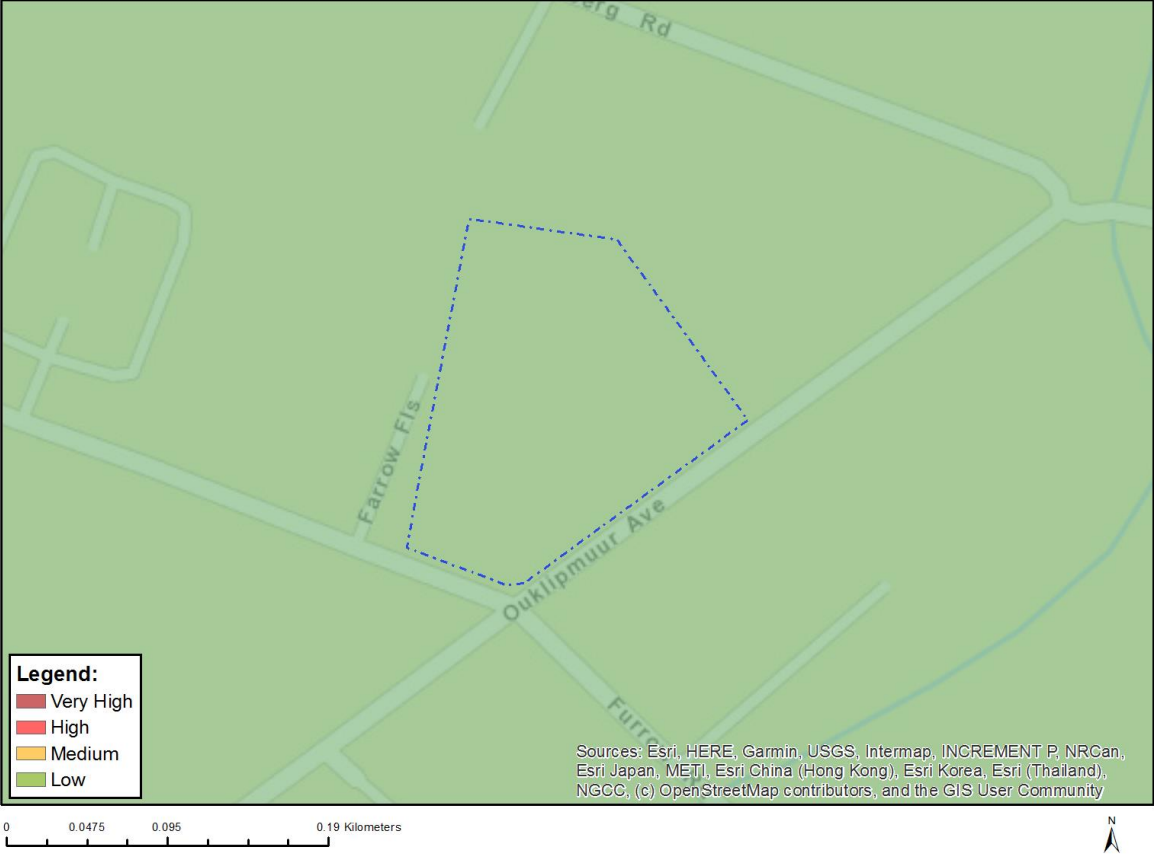 Rd
Farrow Fls
Ouklipmuur Ave
Legend:
Very High
High
Medium
Low
Sources: Esri, HERE, Garmin, USGS, Intermap, INCREMENT P, NRCan,
Esri Japan, METI, Esri China (Hong Kong), Esri Korea, Esri (Thailand),
NGCC, (c) OpenStreetMap contributors, and the GIS User Community
0 0.0475 0.095 0.19 Kilometers
N